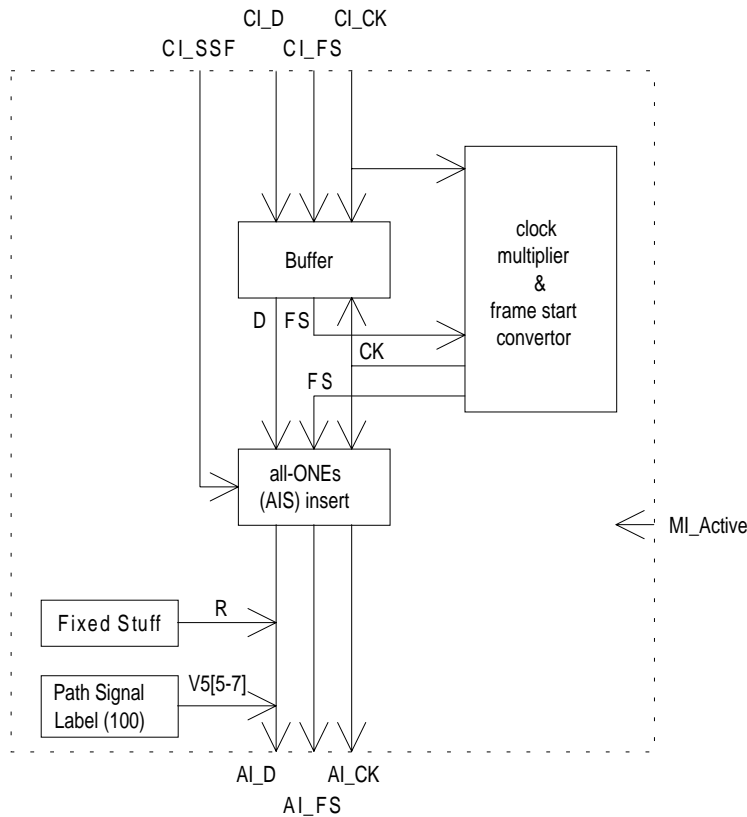 CI_D CI_CK
CI_SSF CI_FS
clock
multiplier
&
frame start
convertor
Buffer
D FS
CK
FS
all-ONEs
(AIS) insert
MI_Active
Fixed Stuff
R
Path Signal
Label (100)
V5[5-7]
AI_D AI_CK
AI_FS